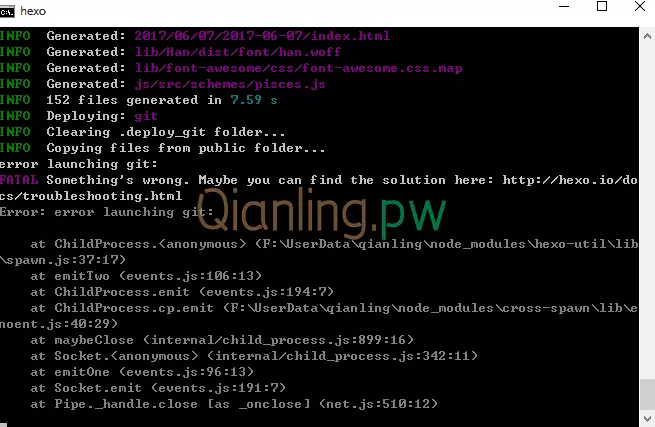 hexo
INFO Generated: 2017/06/07/2017-06-07/index.html
INFO Generated: lib/Han/dist/font/han.woff
INFO Generated: lib/font-awesome/css/font-awesome.css.map
INFO Generated: js/src/schemes/pisces.js
INFO 152 files generated in 7.59 s
INFO Deploying: git
INFO Clearing .deploy_git folder...
INFO Copying files from public folder...
error launching git:
FATAL Something's wrong. Maybe you can find the solution here: http://hexo.io/do
cs/troubleshooting.html
Qianling.pw
Error: error launching git:
at ChildProcess.<anonymous> (F:\UserData\qianling\node_modules\hexo-util\lib
\spawn.js:37:17)
at emitTwo (events.js:106:13)
at ChildProcess.emit (events.js:194:7)
at ChildProcess.cp.emit (F:\UserData\qianling\node_modules\cross-spawn\lib\e
noent.js:40:29)
at maybeClose (internal/child_process.js:899:16)
at Socket.<anonymous> (internal/child_process.js:342:11)
at emitOne (events.js:96:13)
at Socket.emit (events.js:191:7)
at Pipe._handle.close [as _onclose] (net.js:510:12)